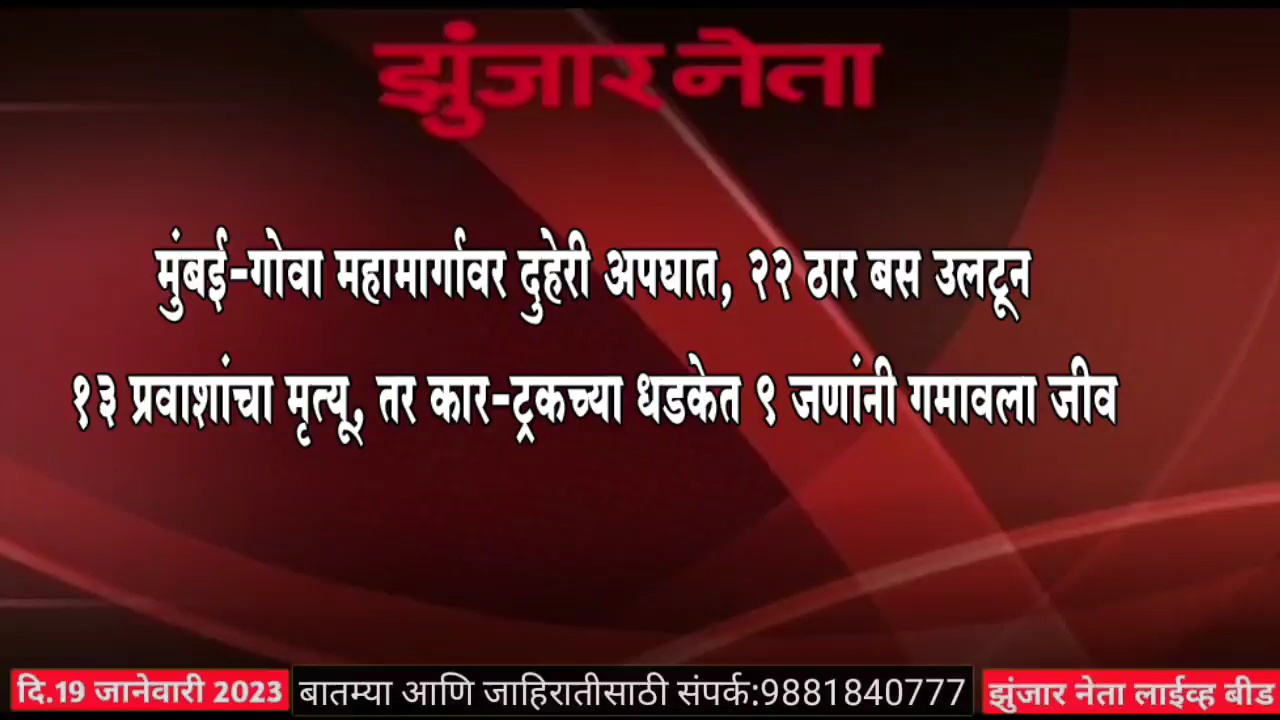 झुंजार नेता
मुंबई-गोवा महामार्गावर दुहेरी अपघात, २२ ठार बस उलटून
१३ प्रवाशांचा मृत्यू, तर कार-ट्रकच्या धडकेत ९ जणांनी गमावला जीव
दि.19 जानेवारी 2023 बातम्या आणि जाहिरातीसाठी संपर्क:9881840777 झुंजार नेता लाईव्ह बीड